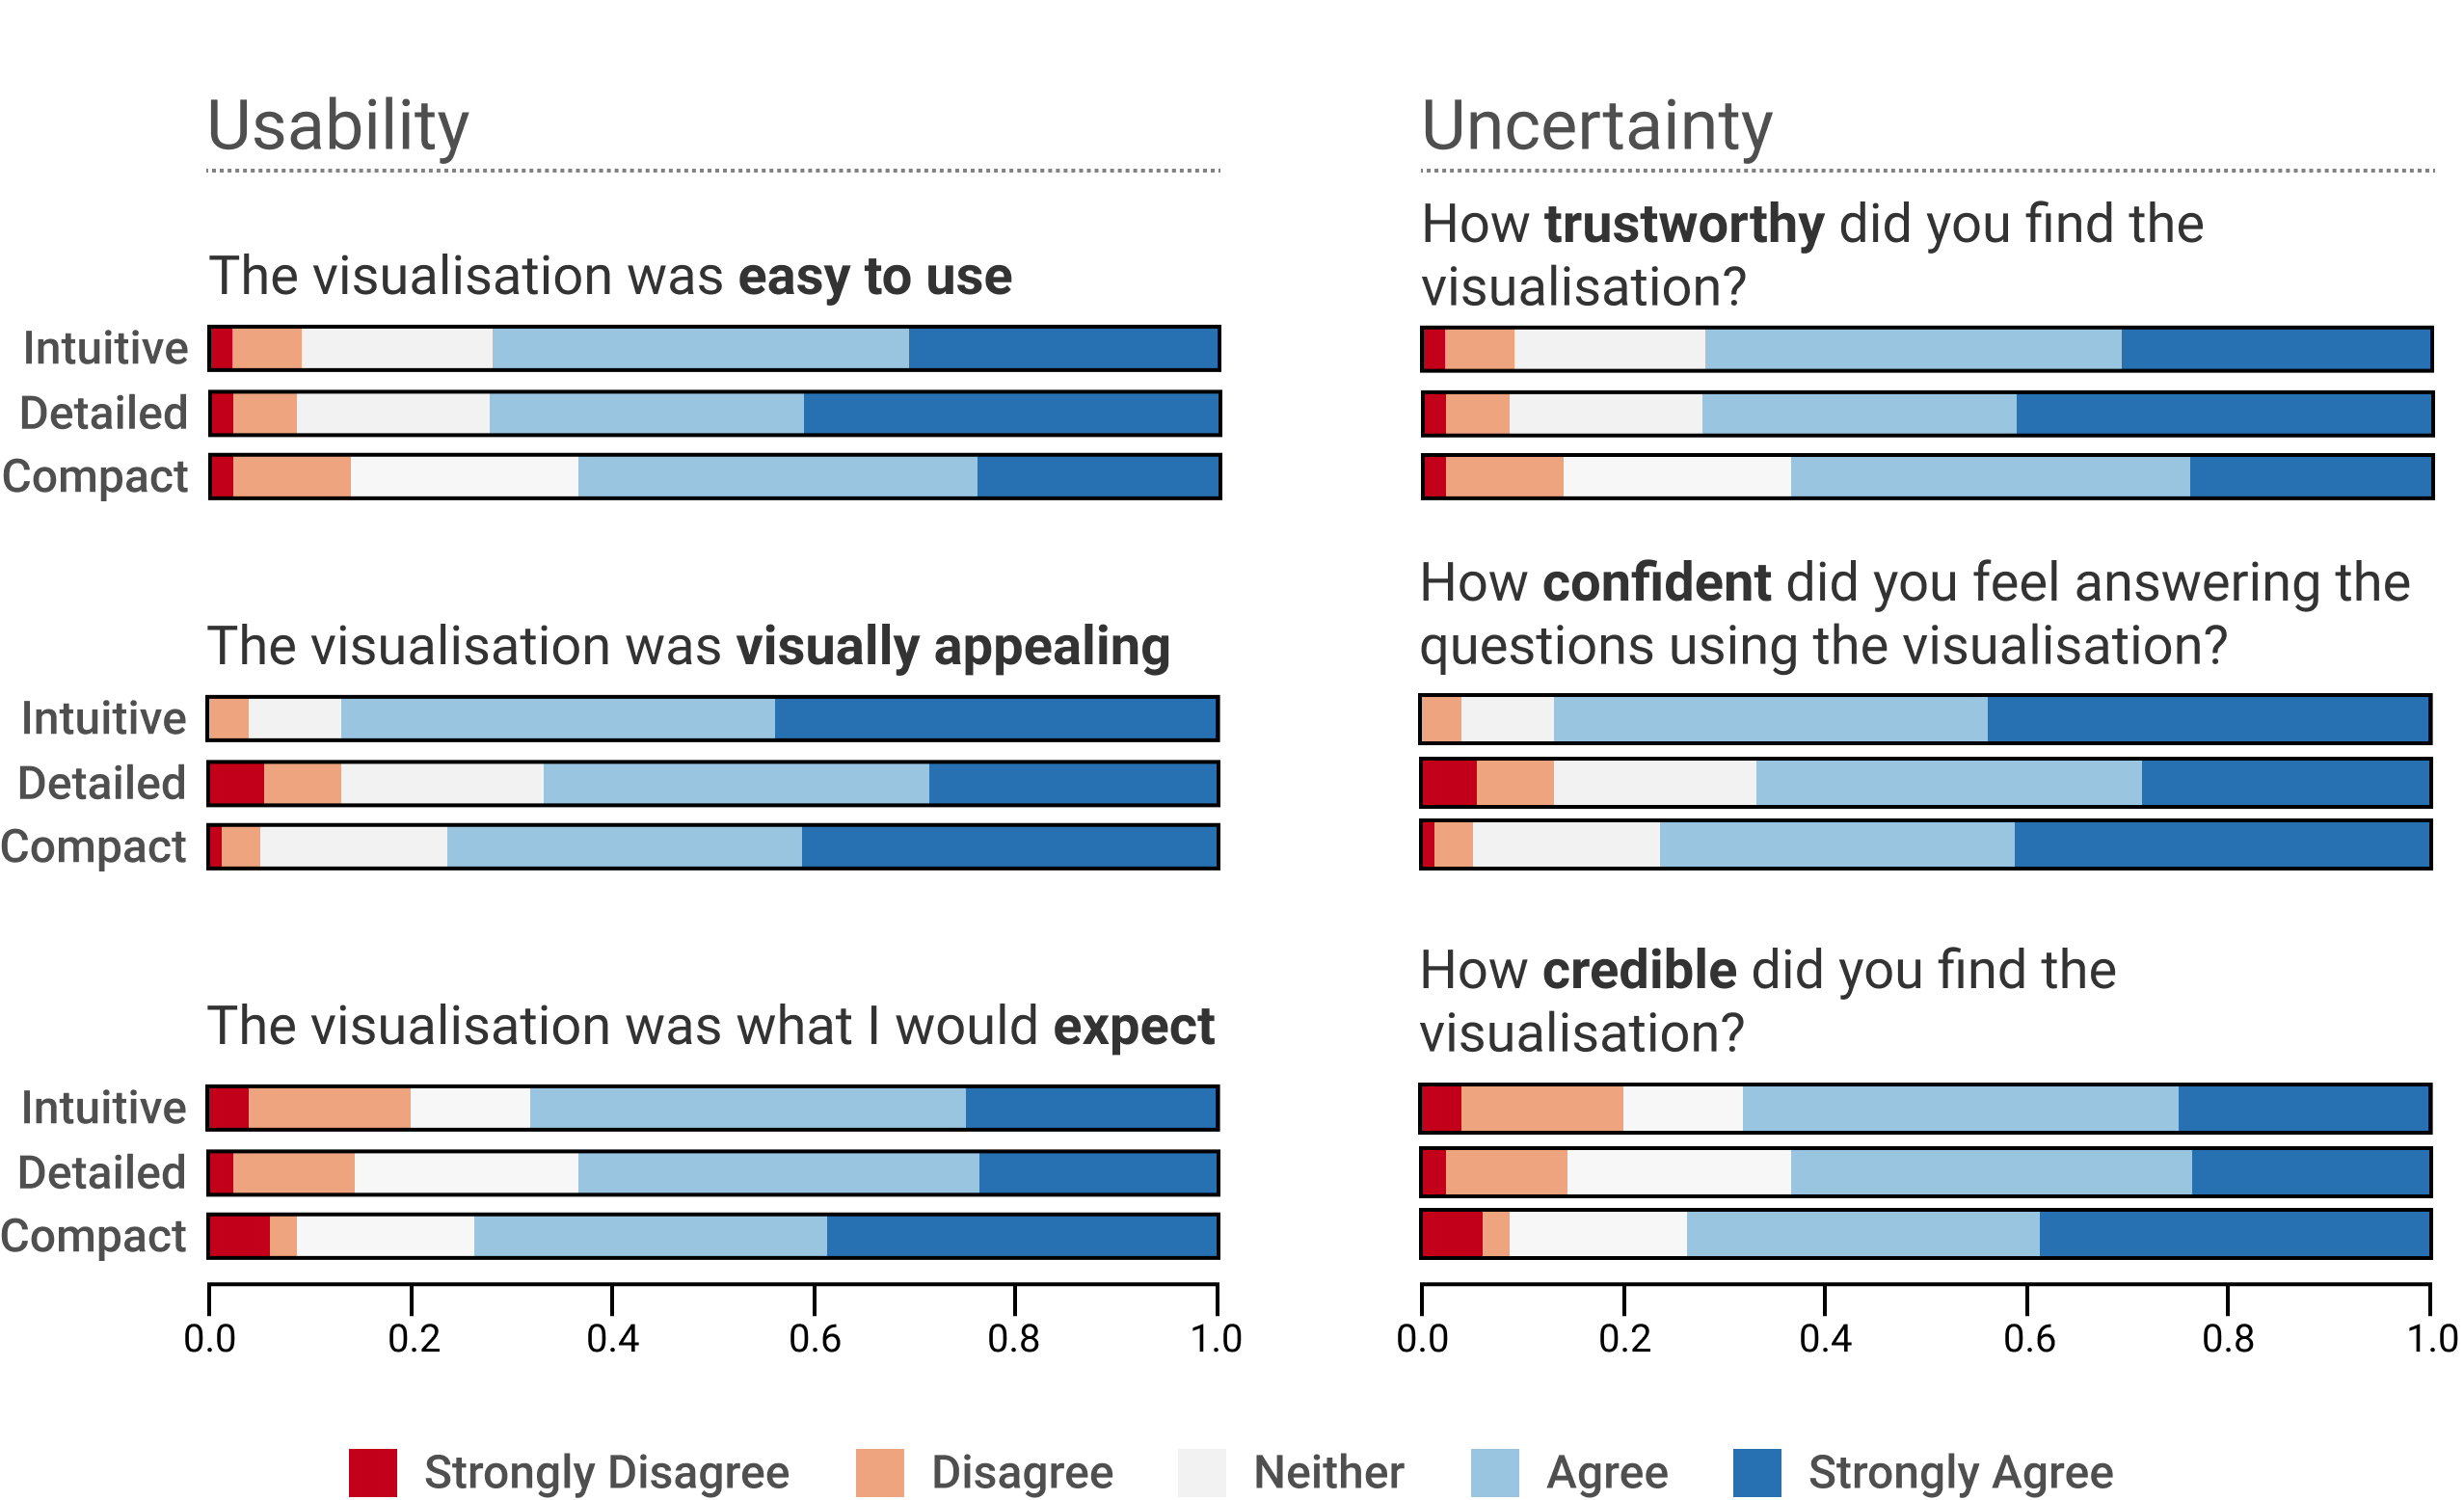 Usability
The visualisation was easy to use
Intuitive
Detailed
Compact
The visualisation was visually appealing
Intuitive
Detailed
Compact
The visualisation was what I would expect
Intuitive
Detailed
Compact
0.0 0.2 0.4 0.6 0.8 1.0
Uncertainty
How trustworthy did you find the
visualisation?
How confident did you feel answering the
questions using the visualisation?
How credible did you find the
visualisation?
0.0 0.2 0.4 0.6 0.8 1.0
Strongly Disagree Disagree Neither Agree Strongly Agree